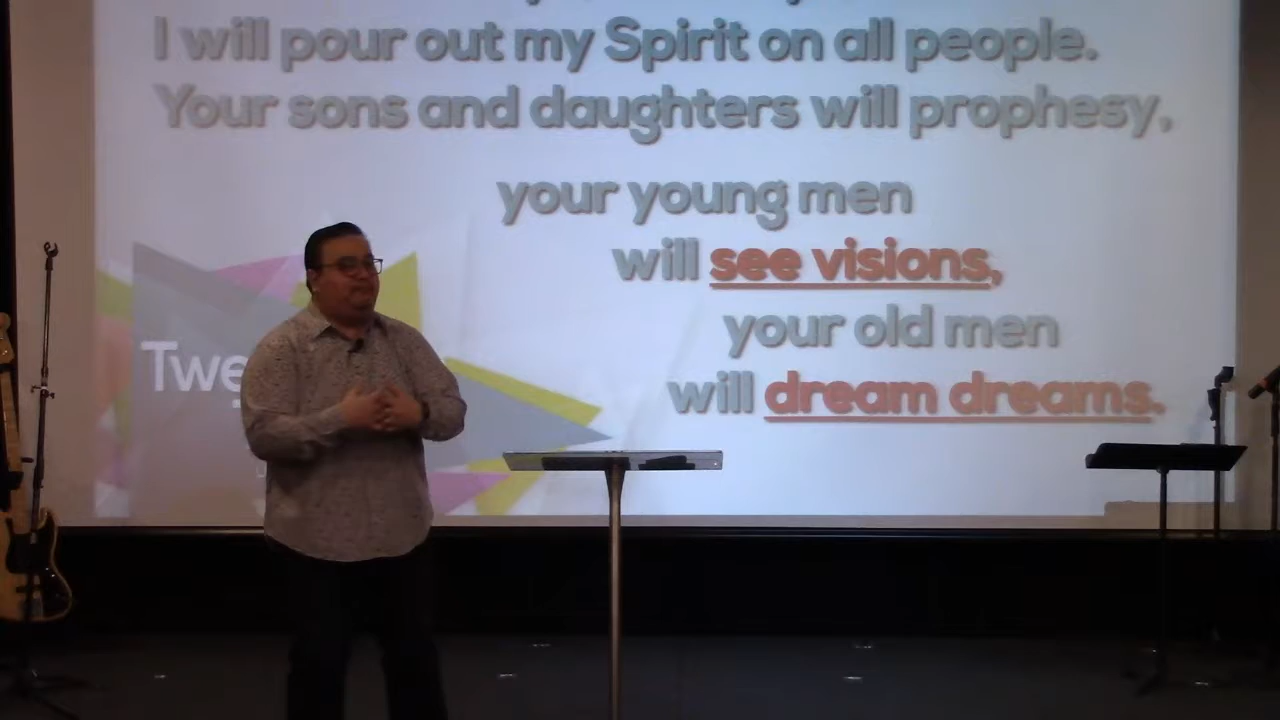 I will pour out my Spirit on all people.
Your sons and daughters will prophesy,
your young men
will see visions,
your old men
will dream dreams.